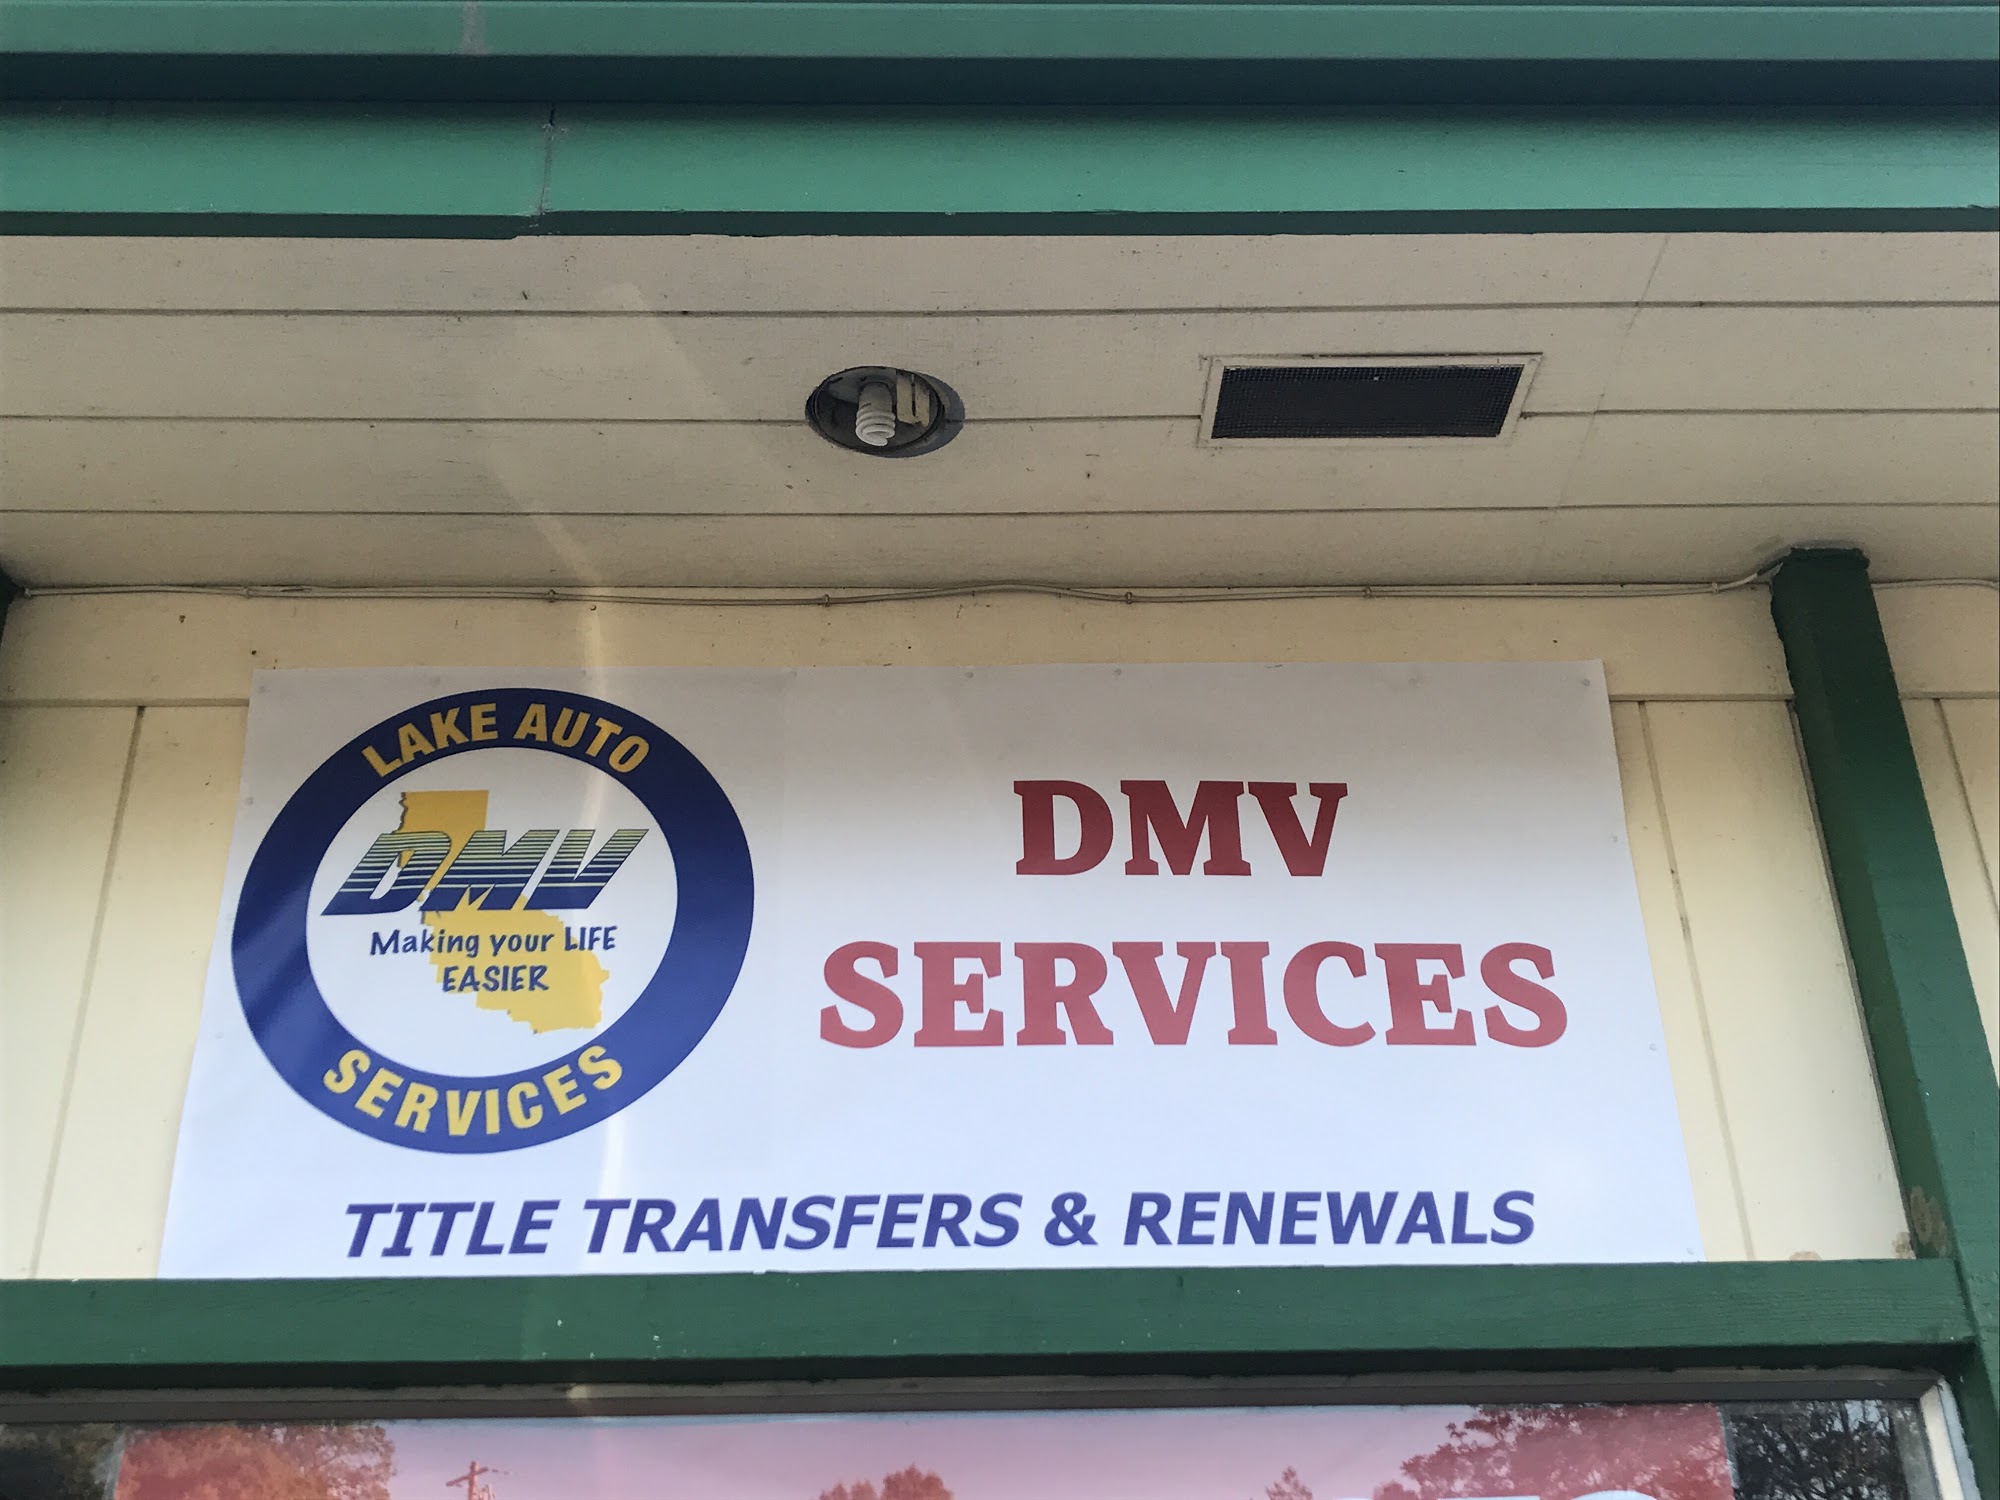 LAKE AUTO
DMV
Making your LIFE
EASIER
SERVICES
DMV
SERVICES
TITLE TRANSFERS & RENEWALS